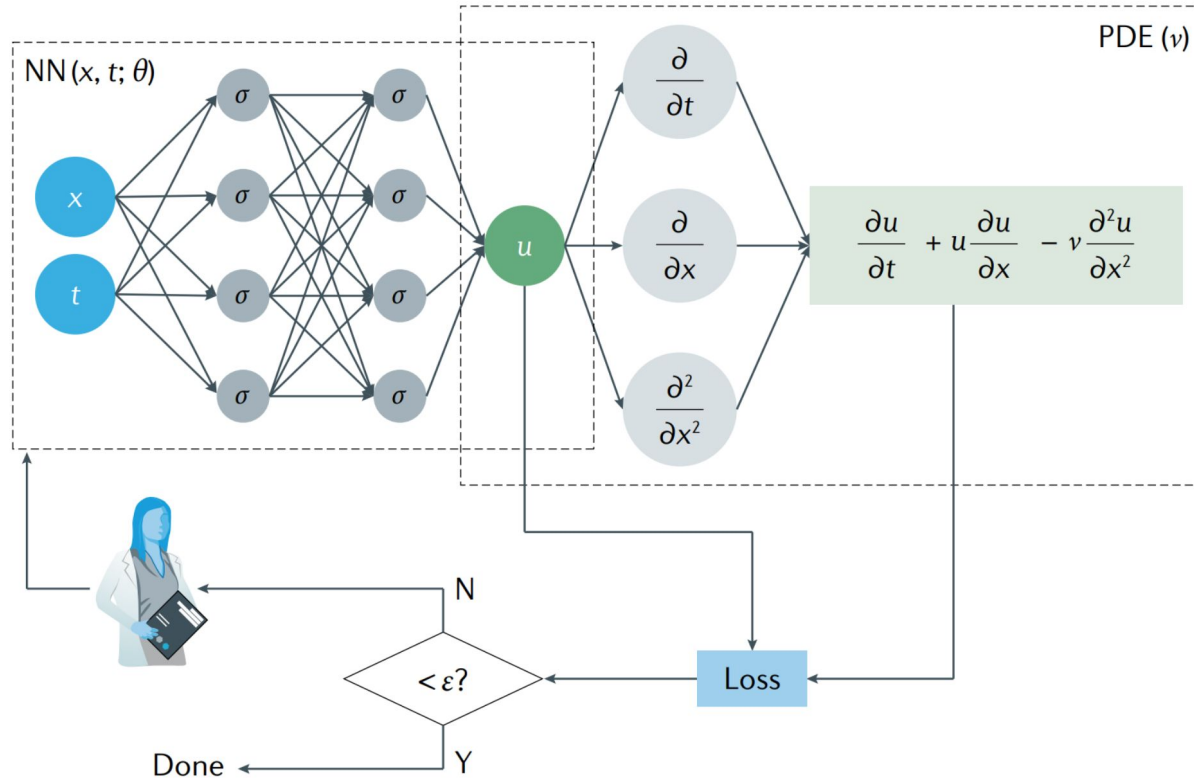 NN(x, t; θ)
PDE (ν)
x
t
σ
σ
σ
σ
σ
σ
σ
σ
u
∂/∂t
∂/∂x
∂²/∂x²
∂u/∂t + u ∂u/∂x − ν ∂²u/∂x²
N
< ε?
Loss
Y
Done